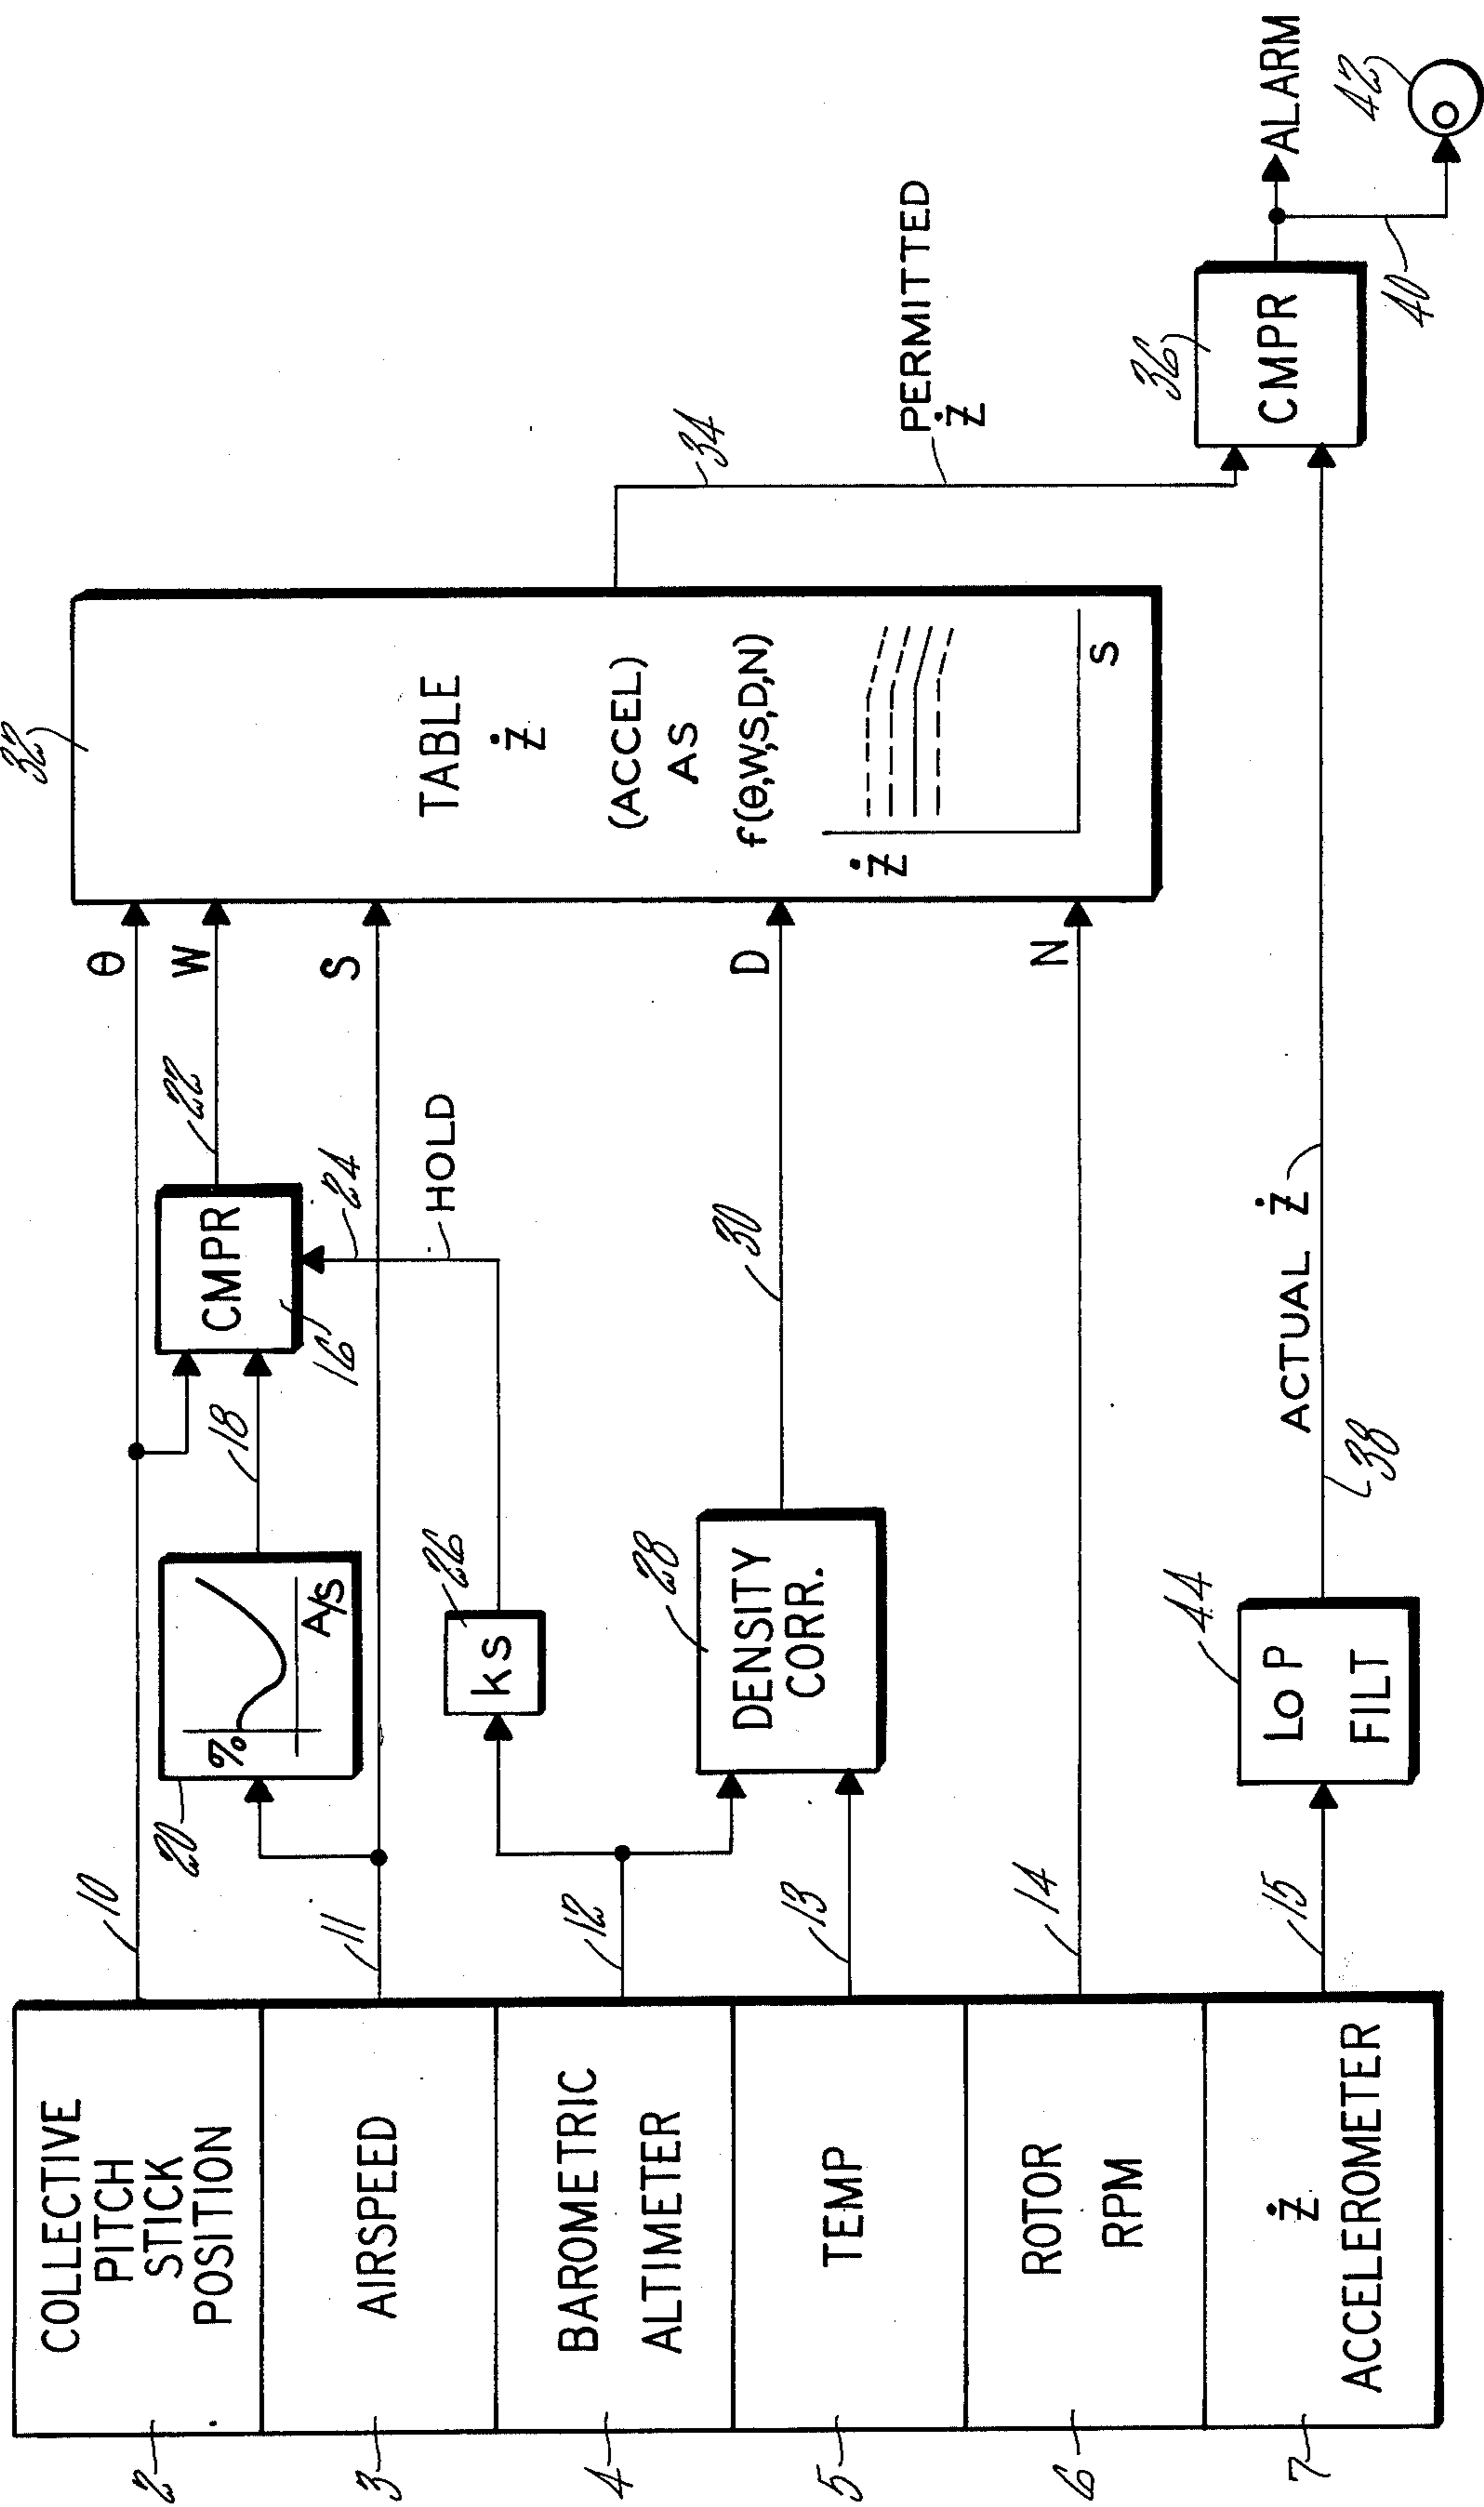 2
COLLECTIVE
PITCH
STICK
POSITION
3
AIRSPEED
4
BAROMETRIC
ALTIMETER
5
TEMP
6
ROTOR
RPM
7
Ż
ACCELEROMETER
10
11
12
13
14
15
20
%
A/S
18
CMPR
16
22
24
HOLD
26
KS
28
DENSITY
CORR.
30
44
LO P
FILT
38
ACTUAL Ż
θ
W
S
D
N
32
TABLE
Ż
(ACCEL)
AS
f(θ,W,S,D,N)
Ż
S
34
PERMITTED
Ż
36
CMPR
ALARM
40
42